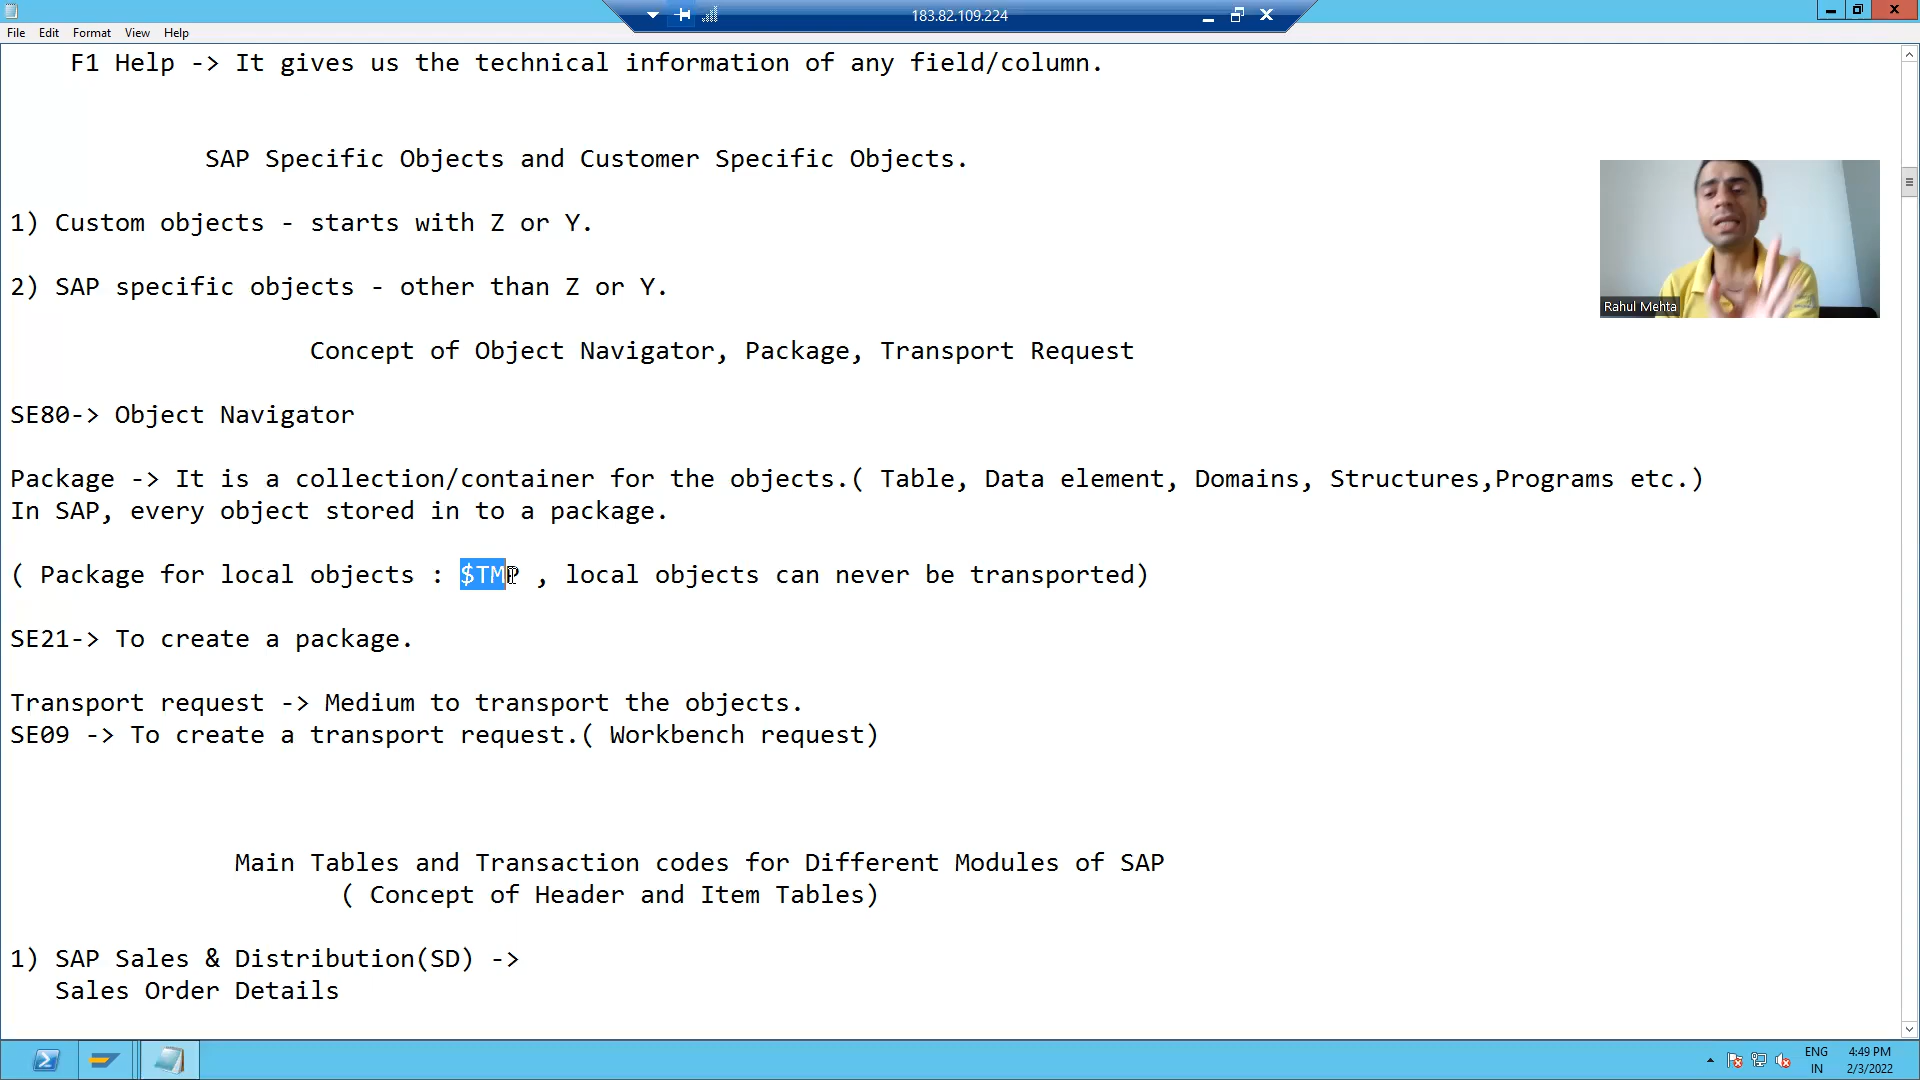 183.82.109.224
File Edit Format View Help
F1 Help -> It gives us the technical information of any field/column.
SAP Specific Objects and Customer Specific Objects.
1) Custom objects - starts with Z or Y.
2) SAP specific objects - other than Z or Y.
Rahul Mehta
Concept of Object Navigator, Package, Transport Request
SE80-> Object Navigator
Package -> It is a collection/container for the objects.( Table, Data element, Domains, Structures,Programs etc.)
In SAP, every object stored in to a package.
( Package for local objects : $TMP , local objects can never be transported)
SE21-> To create a package.
Transport request -> Medium to transport the objects.
SE09 -> To create a transport request.( Workbench request)
Main Tables and Transaction codes for Different Modules of SAP
( Concept of Header and Item Tables)
1) SAP Sales & Distribution(SD) ->
Sales Order Details
ENG 4:49 PM
IN 2/3/2022